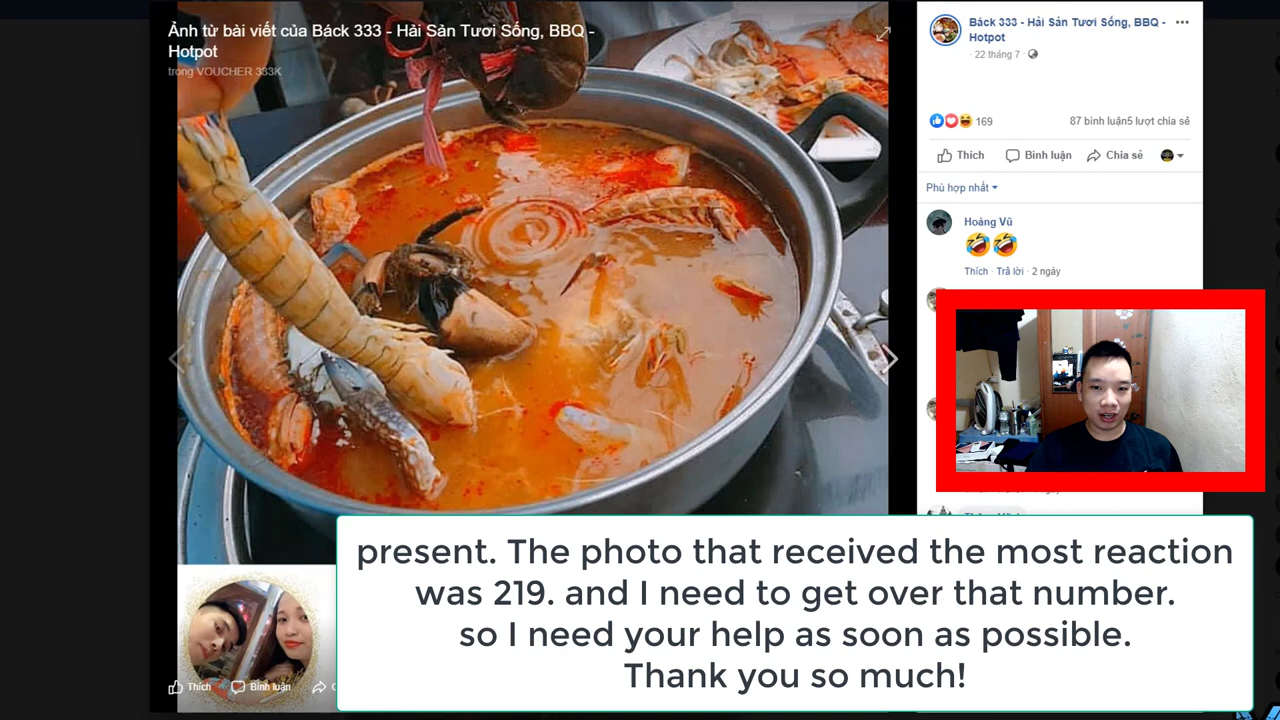 Ảnh từ bài viết của Báck 333 - Hải Sản Tươi Sống, BBQ -
Hotpot
trong VOUCHER 333K
Báck 333 - Hải Sản Tươi Sống, BBQ -
Hotpot
22 tháng 7
169
87 bình luận5 lượt chia sẻ
Thích
Bình luận
Chia sẻ
Phù hợp nhất
Hoảng Vũ
Thích · Trả lời · 2 ngày
present. The photo that received the most reaction
was 219. and I need to get over that number.
so I need your help as soon as possible.
Thank you so much!
Thích
Bình luận